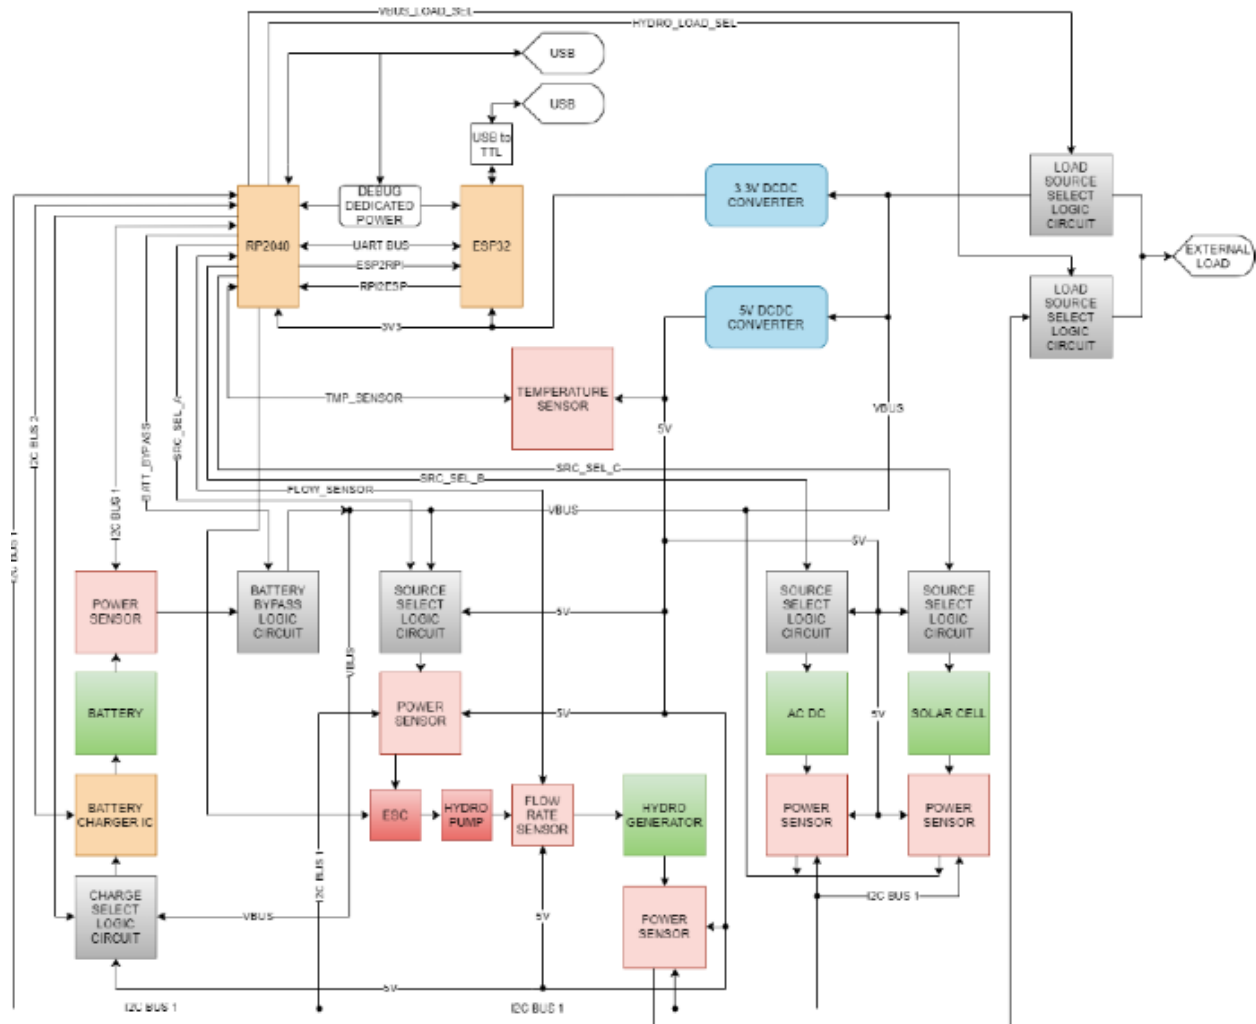 VBUS_LOAD_SEL
HYDRO_LOAD_SEL
USB
USB
USB to
TTL
LOAD
SOURCE
SELECT
LOGIC
CIRCUIT
DEBUG
DEDICATED
POWER
3.3V DCDC
CONVERTER
RP2040
UART BUS
ESP32
ESP2RPI
RPI2ESP
EXTERNAL
LOAD
LOAD
SOURCE
SELECT
LOGIC
CIRCUIT
5V DCDC
CONVERTER
3V3
TEMPERATURE
SENSOR
TMP_SENSOR
VBUS
5V
I2C BUS 2
BATT_BYPASS
SRC_SEL_A
I2C BUS 1
I2C BUS 1
SRC_SEL_C
SRC_SEL_B
FLOW_SENSOR
VBUS
5V
POWER
SENSOR
BATTERY
BYPASS
LOGIC
CIRCUIT
SOURCE
SELECT
LOGIC
CIRCUIT
5V
SOURCE
SELECT
LOGIC
CIRCUIT
SOURCE
SELECT
LOGIC
CIRCUIT
VBUS
BATTERY
POWER
SENSOR
5V
AC DC
5V
SOLAR CELL
BATTERY
CHARGER IC
ESC
HYDRO
PUMP
FLOW
RATE
SENSOR
HYDRO
GENERATOR
POWER
SENSOR
POWER
SENSOR
I2C BUS 1
CHARGE
SELECT
LOGIC
CIRCUIT
VBUS
5V
POWER
SENSOR
I2C BUS 1
5V
I2C BUS 1
I2C BUS 1